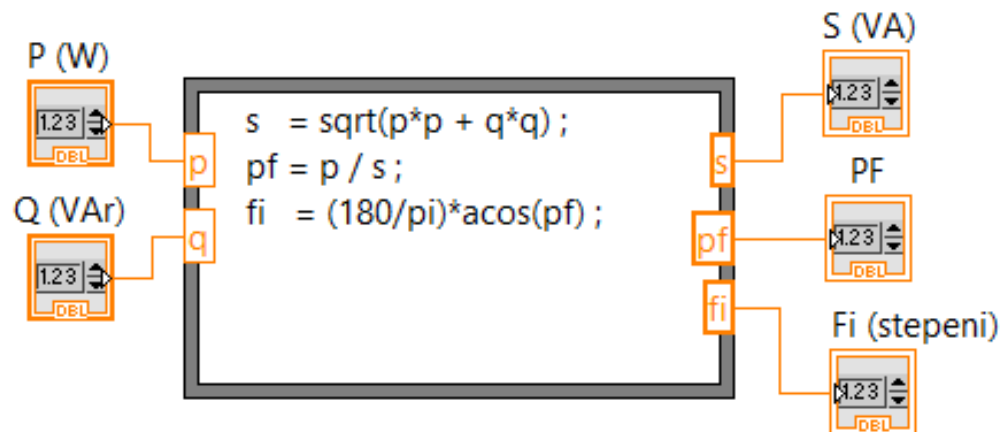 P (W)
1.23
DBL
Q (VAr)
1.23
DBL
p
q
s = sqrt(p*p + q*q) ;
pf = p / s ;
fi = (180/pi)*acos(pf) ;
s
pf
fi
S (VA)
1.23
DBL
PF
1.23
DBL
Fi (stepeni)
1.23
DBL